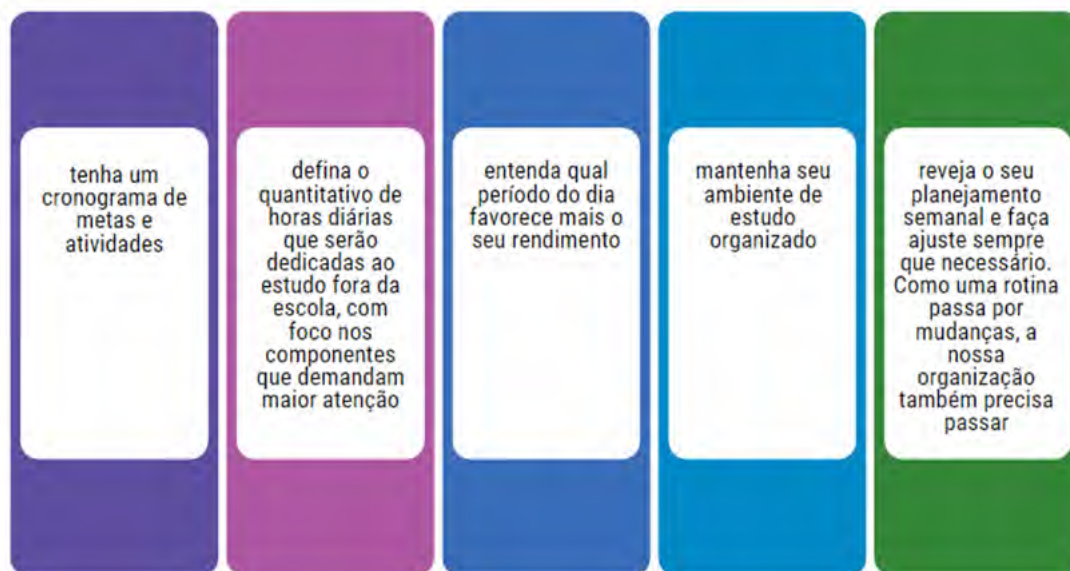 tenha um
cronograma de
metas e
atividades
defina o
quantitativo de
horas diárias
que serão
dedicadas ao
estudo fora da
escola, com
foco nos
componentes
que demandam
maior atenção
entenda qual
período do dia
favorece mais o
seu rendimento
mantenha seu
ambiente de
estudo
organizado
reveja o seu
planejamento
semanal e faça
ajuste sempre
que necessário.
Como uma rotina
passa por
mudanças, a
nossa
organização
também precisa
passar